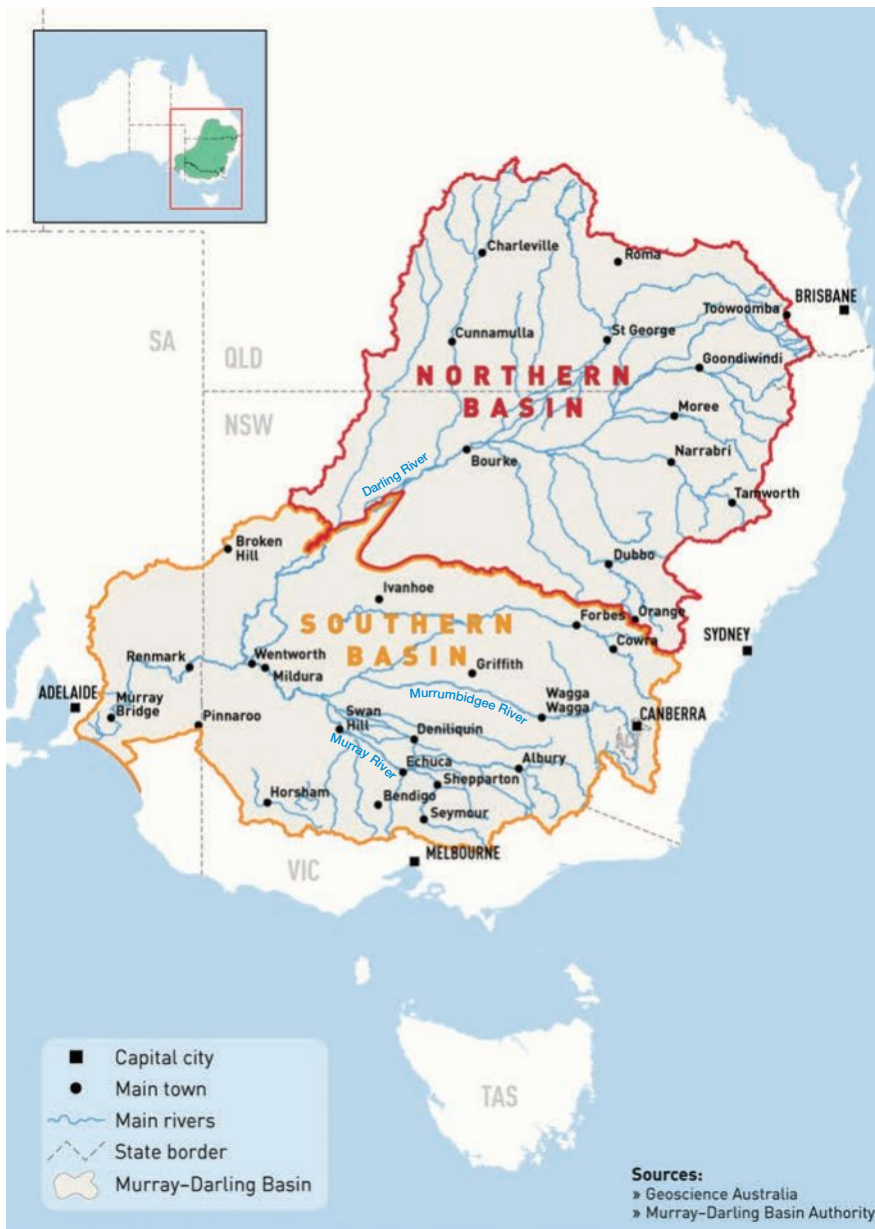 Charleville
Roma
BRISBANE
Toowoomba
SA
QLD
Cunnamulla
St George
Goondiwindi
NORTHERN
BASIN
NSW
Moree
Narrabri
Bourke
Darling River
Tamworth
Broken
Hill
Dubbo
Ivanhoe
Forbes
Orange
SOUTHERN
BASIN
Cowra
SYDNEY
Renmark
Wentworth
Mildura
Griffith
ADELAIDE
Murray
Bridge
Murrumbidgee River
Wagga
Wagga
Pinnaroo
Swan
Hill
Deniliquin
CANBERRA
ACT
Murray River
Echuca
Albury
Shepparton
Horsham
Bendigo
Seymour
VIC
MELBOURNE
TAS
Capital city
Main town
Main rivers
State border
Murray–Darling Basin
Sources:
» Geoscience Australia
» Murray–Darling Basin Authority